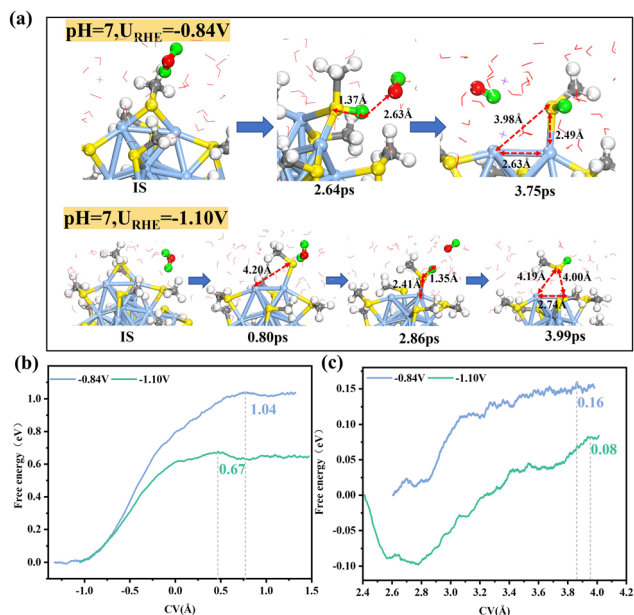 (a)
pH=7,U_RHE=-0.84V
1.37Å
2.63Å
3.98Å
2.49Å
2.63Å
IS
2.64ps
3.75ps
pH=7,U_RHE=-1.10V
4.20Å
2.41Å
1.35Å
4.19Å
4.00Å
2.74Å
IS
0.80ps
2.86ps
3.99ps
(b)
-0.84V
-1.10V
1.04
0.67
1.0
0.8
0.6
0.4
0.2
0.0
Free energy (eV)
-1.0
-0.5
0.0
0.5
1.0
1.5
CV(Å)
(c)
-0.84V
-1.10V
0.16
0.08
0.15
0.10
0.05
0.00
-0.05
-0.10
Free energy (eV)
2.4
2.6
2.8
3.0
3.2
3.4
3.6
3.8
4.0
4.2
CV(Å)